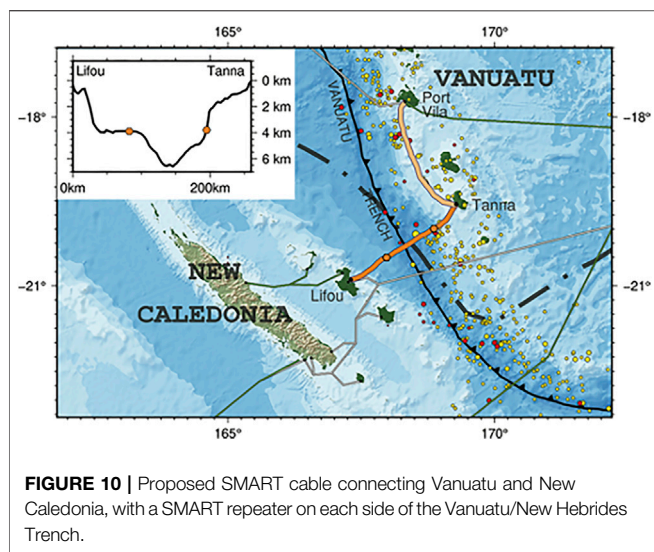 165°
170°
Lifou
Tanna
0 km
2 km
4 km
6 km
0km
200km
VANUATU
Port
Vila
-18°
-18°
VANUATU
TRENCH
Tanna
NEW
CALEDONIA
Lifou
-21°
-21°
165°
170°
FIGURE 10 | Proposed SMART cable connecting Vanuatu and New
Caledonia, with a SMART repeater on each side of the Vanuatu/New Hebrides
Trench.